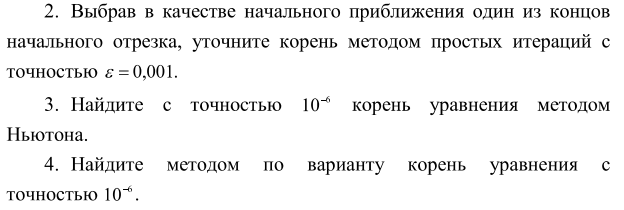 2. Выбрав в качестве начального приближения один из концов
начального отрезка, уточните корень методом простых итераций с
точностью ε = 0,001.
3. Найдите с точностью 10⁻⁶ корень уравнения методом
Ньютона.
4. Найдите методом по варианту корень уравнения с
точностью 10⁻⁶.